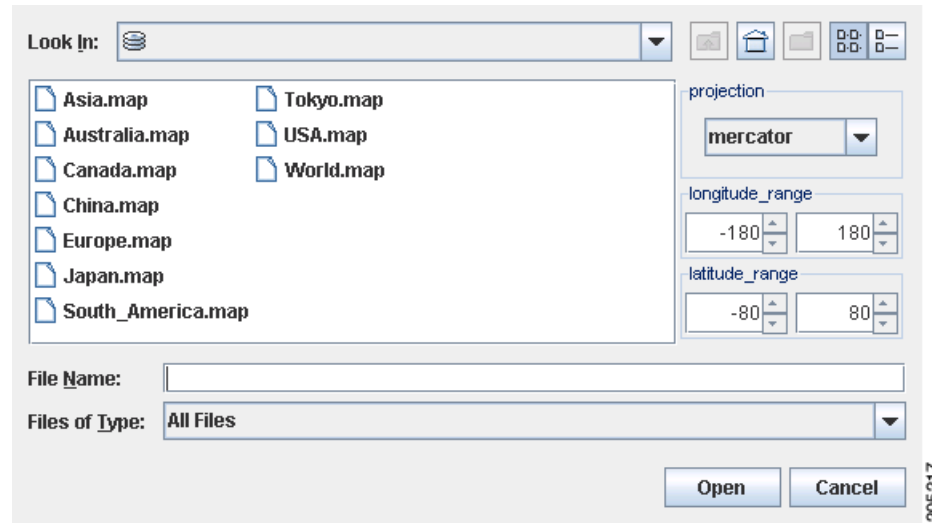 Look In:
Asia.map
Australia.map
Canada.map
China.map
Europe.map
Japan.map
South_America.map
Tokyo.map
USA.map
World.map
projection
mercator
longitude_range
-180 180
latitude_range
-80 80
File Name:
Files of Type: All Files
Open Cancel